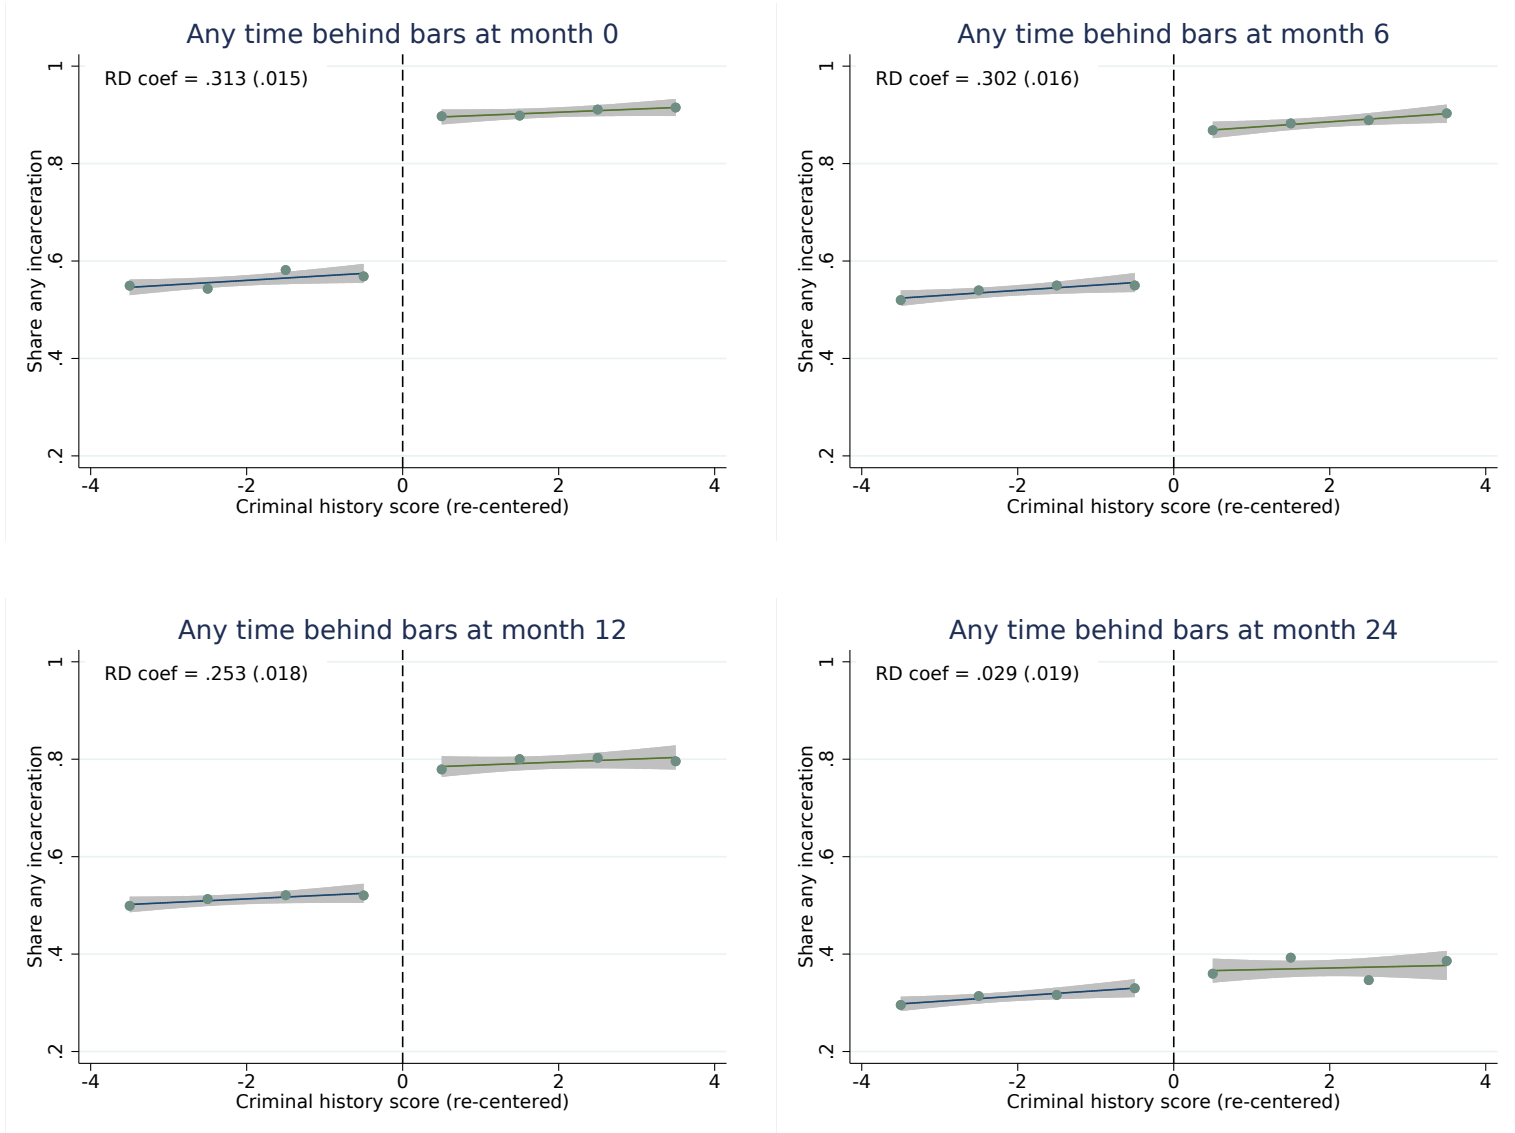 Any time behind bars at month 0
RD coef = .313 (.015)
Share any incarceration
1
.8
.6
.4
.2
-4 -2 0 2 4
Criminal history score (re-centered)
Any time behind bars at month 6
RD coef = .302 (.016)
Share any incarceration
1
.8
.6
.4
.2
-4 -2 0 2 4
Criminal history score (re-centered)
Any time behind bars at month 12
RD coef = .253 (.018)
Share any incarceration
1
.8
.6
.4
.2
-4 -2 0 2 4
Criminal history score (re-centered)
Any time behind bars at month 24
RD coef = .029 (.019)
Share any incarceration
1
.8
.6
.4
.2
-4 -2 0 2 4
Criminal history score (re-centered)